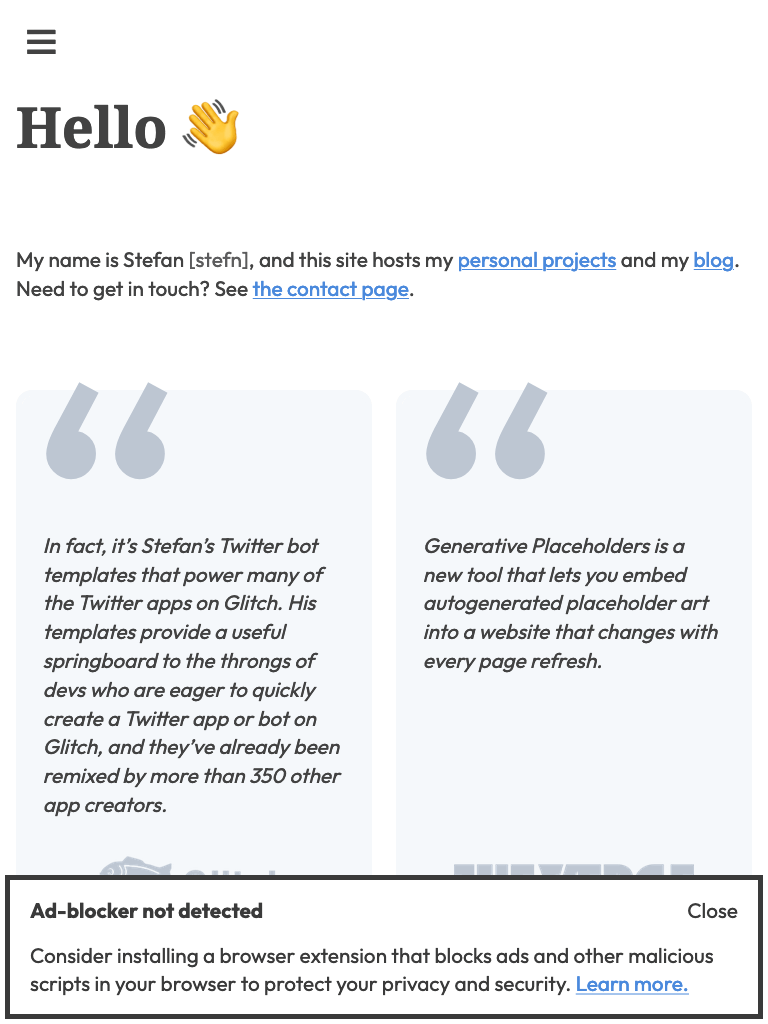 Hello 👋
My name is Stefan [stefn], and this site hosts my personal projects and my blog.
Need to get in touch? See the contact page.
In fact, it’s Stefan’s Twitter bot
templates that power many of
the Twitter apps on Glitch. His
templates provide a useful
springboard to the throngs of
devs who are eager to quickly
create a Twitter app or bot on
Glitch, and they’ve already been
remixed by more than 350 other
app creators.
Generative Placeholders is a
new tool that lets you embed
autogenerated placeholder art
into a website that changes with
every page refresh.
Ad-blocker not detected
Close
Consider installing a browser extension that blocks ads and other malicious
scripts in your browser to protect your privacy and security. Learn more.